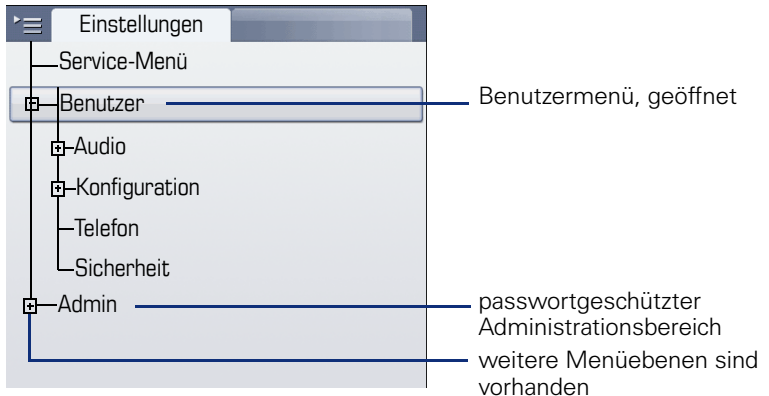 Einstellungen
Service-Menü
Benutzer
Benutzermenü, geöffnet
Audio
Konfiguration
Telefon
Sicherheit
Admin
passwortgeschützter
Administrationsbereich
weitere Menüebenen sind
vorhanden